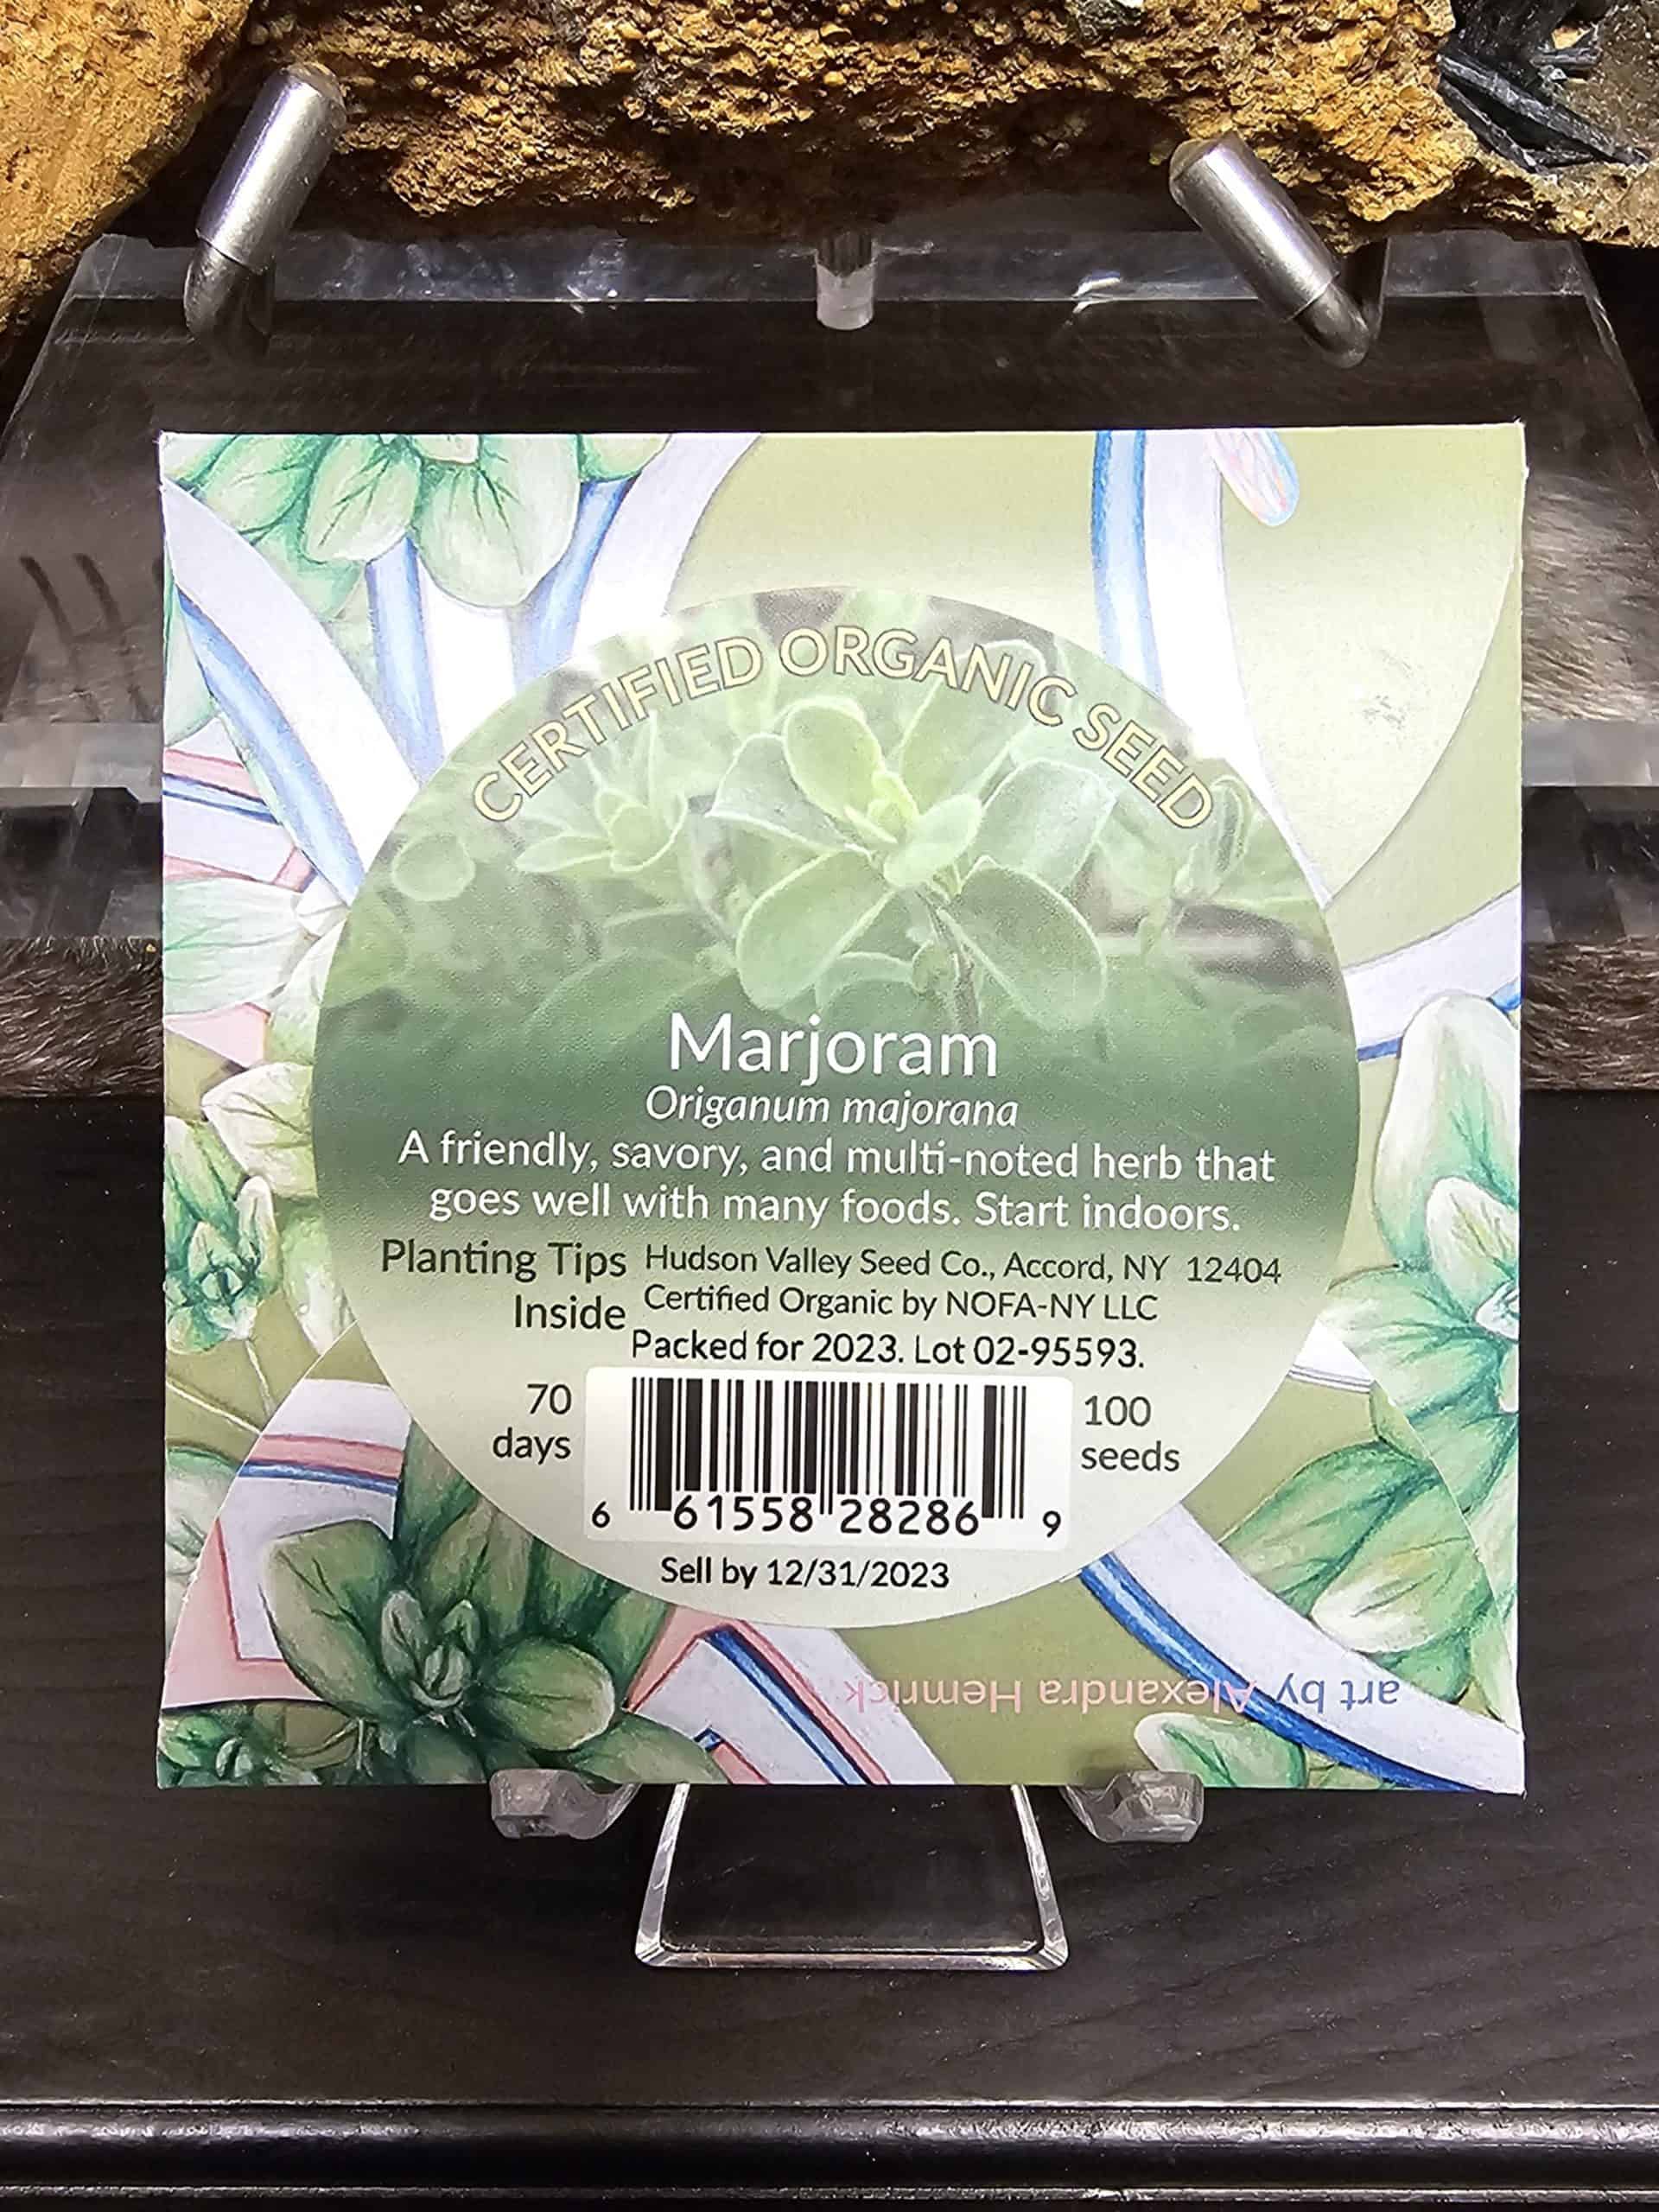 CERTIFIED ORGANIC SEED
Marjoram
Origanum majorana
A friendly, savory, and multi-noted herb that
goes well with many foods. Start indoors.
Planting Tips
Inside
Hudson Valley Seed Co., Accord, NY 12404
Certified Organic by NOFA-NY LLC
Packed for 2023. Lot 02-95593.
70
days
100
seeds
6 61558 28286 9
Sell by 12/31/2023
art by Alexandra Hemrick